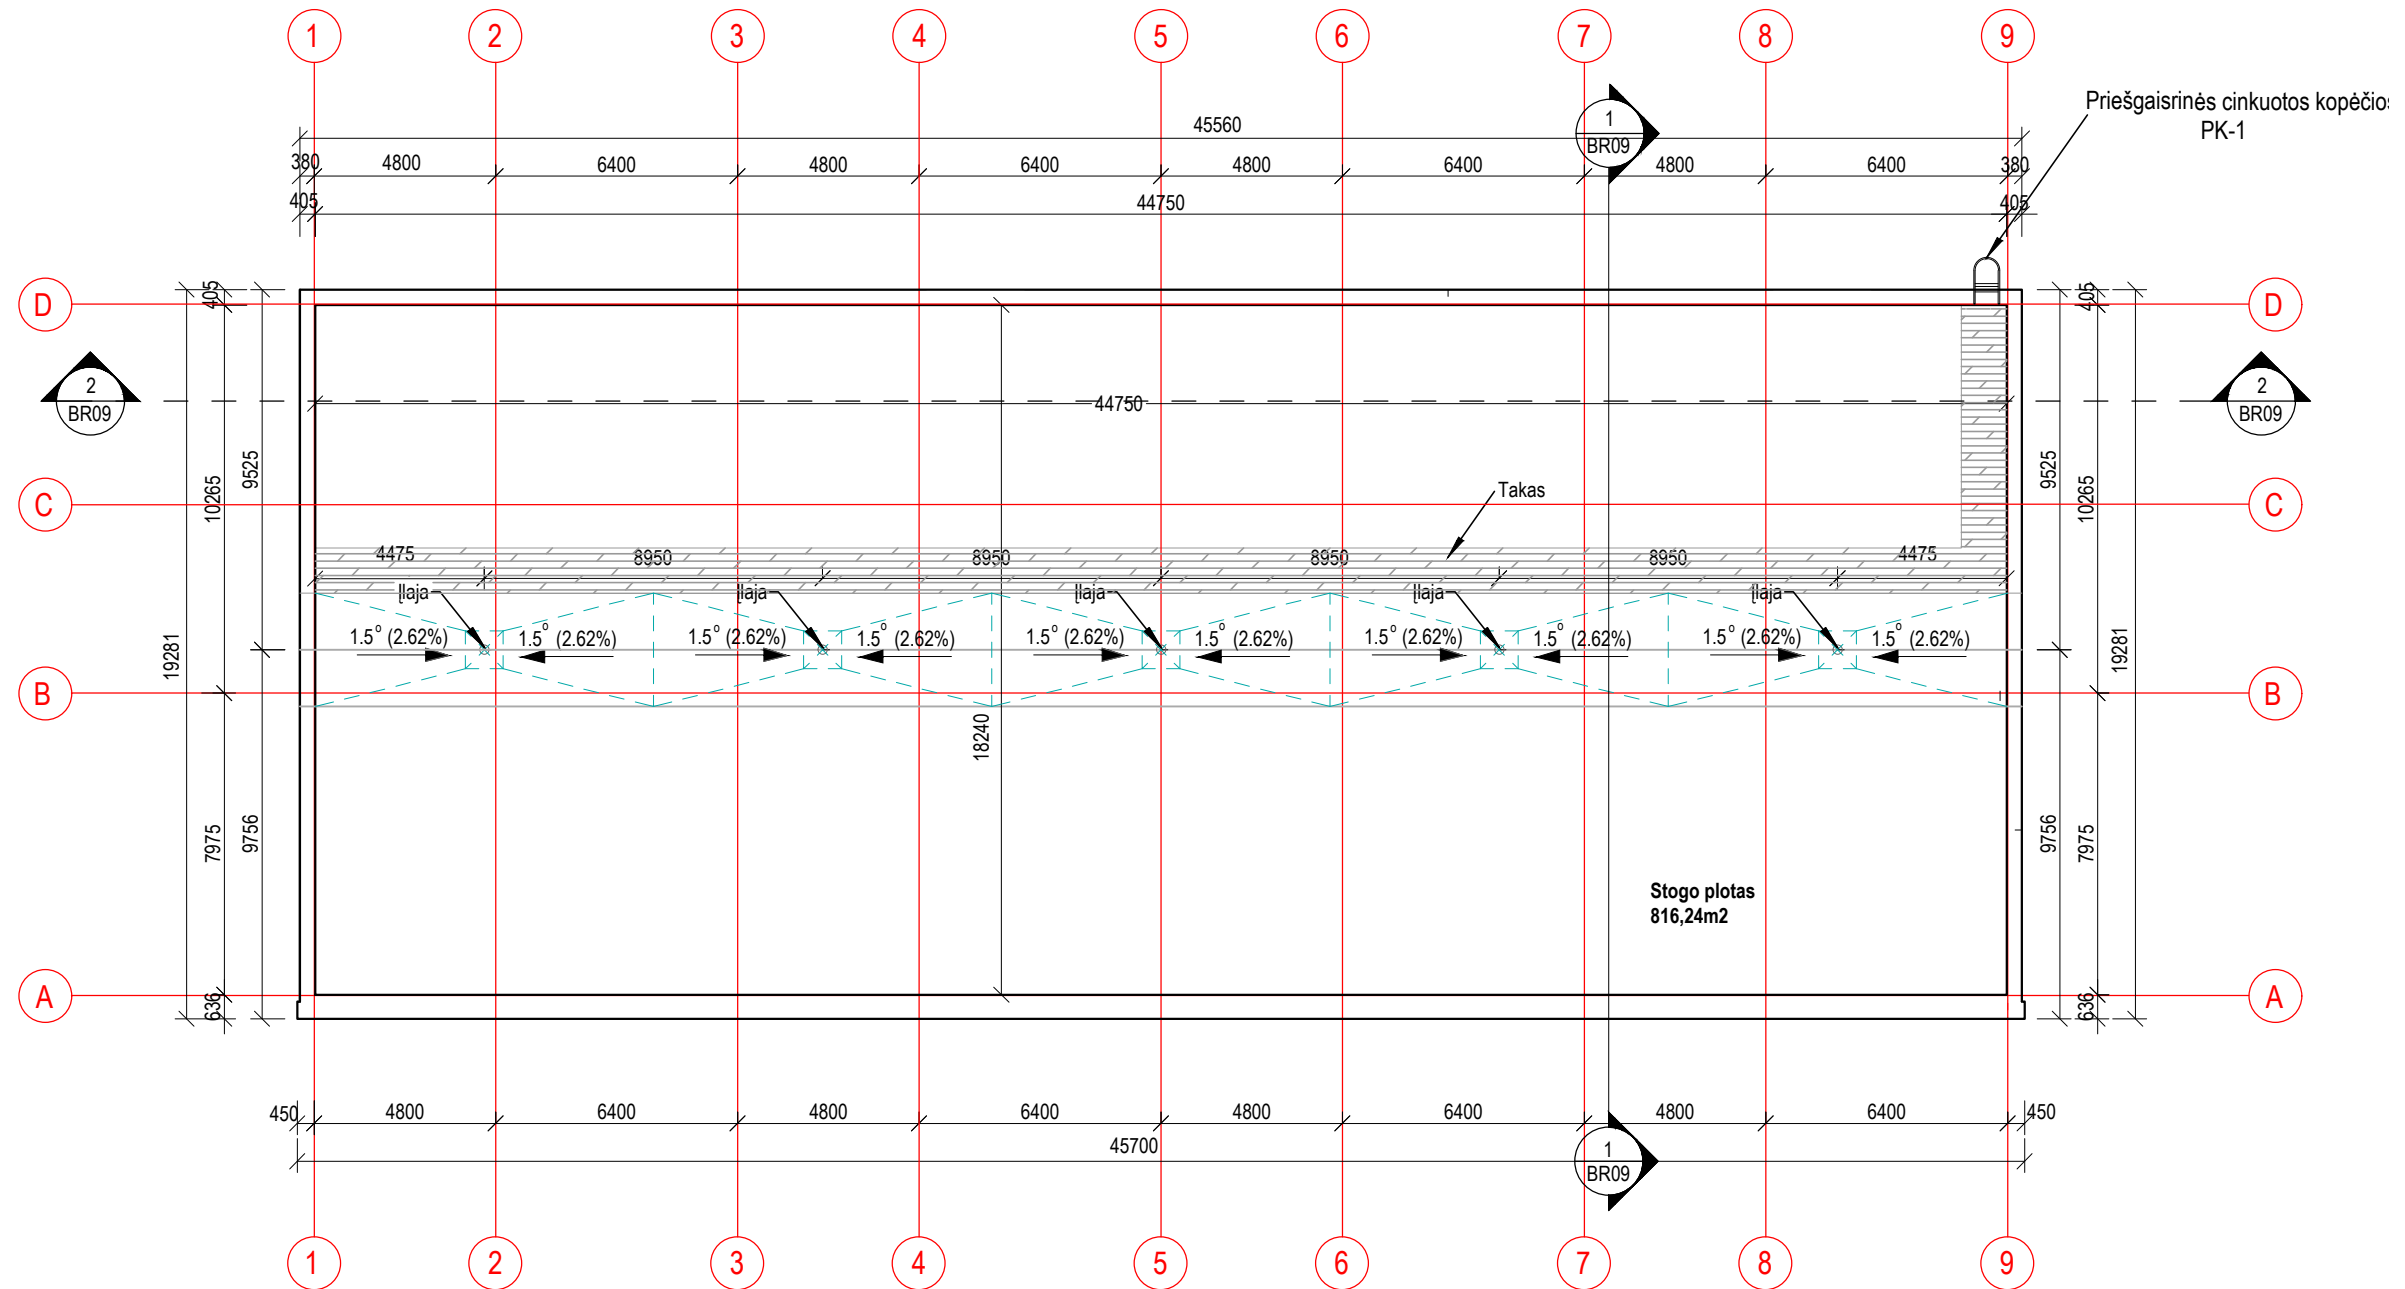 1 2 3 4 5 6 7 8 9
Priešgaisrinės cinkuotos kopėčios
PK-1
1
BR09
45560
380 4800 6400 4800 6400 4800 6400 4800 6400 380
405 44750 405
D D
405 405
2
BR09
2
BR09
44750
9525 10265 9525 10265
C C
Takas
4475 8950 8950 8950 8950 4475
Įlaja Įlaja Įlaja Įlaja Įlaja
1.5° (2.62%) 1.5° (2.62%) 1.5° (2.62%) 1.5° (2.62%) 1.5° (2.62%) 1.5° (2.62%) 1.5° (2.62%) 1.5° (2.62%) 1.5° (2.62%) 1.5° (2.62%)
19281 19281
B B
18240
7975 9756 9756 7975
Stogo plotas
816,24m2
A A
636 636
450 4800 6400 4800 6400 4800 6400 4800 6400 450
45700
1
BR09
1 2 3 4 5 6 7 8 9